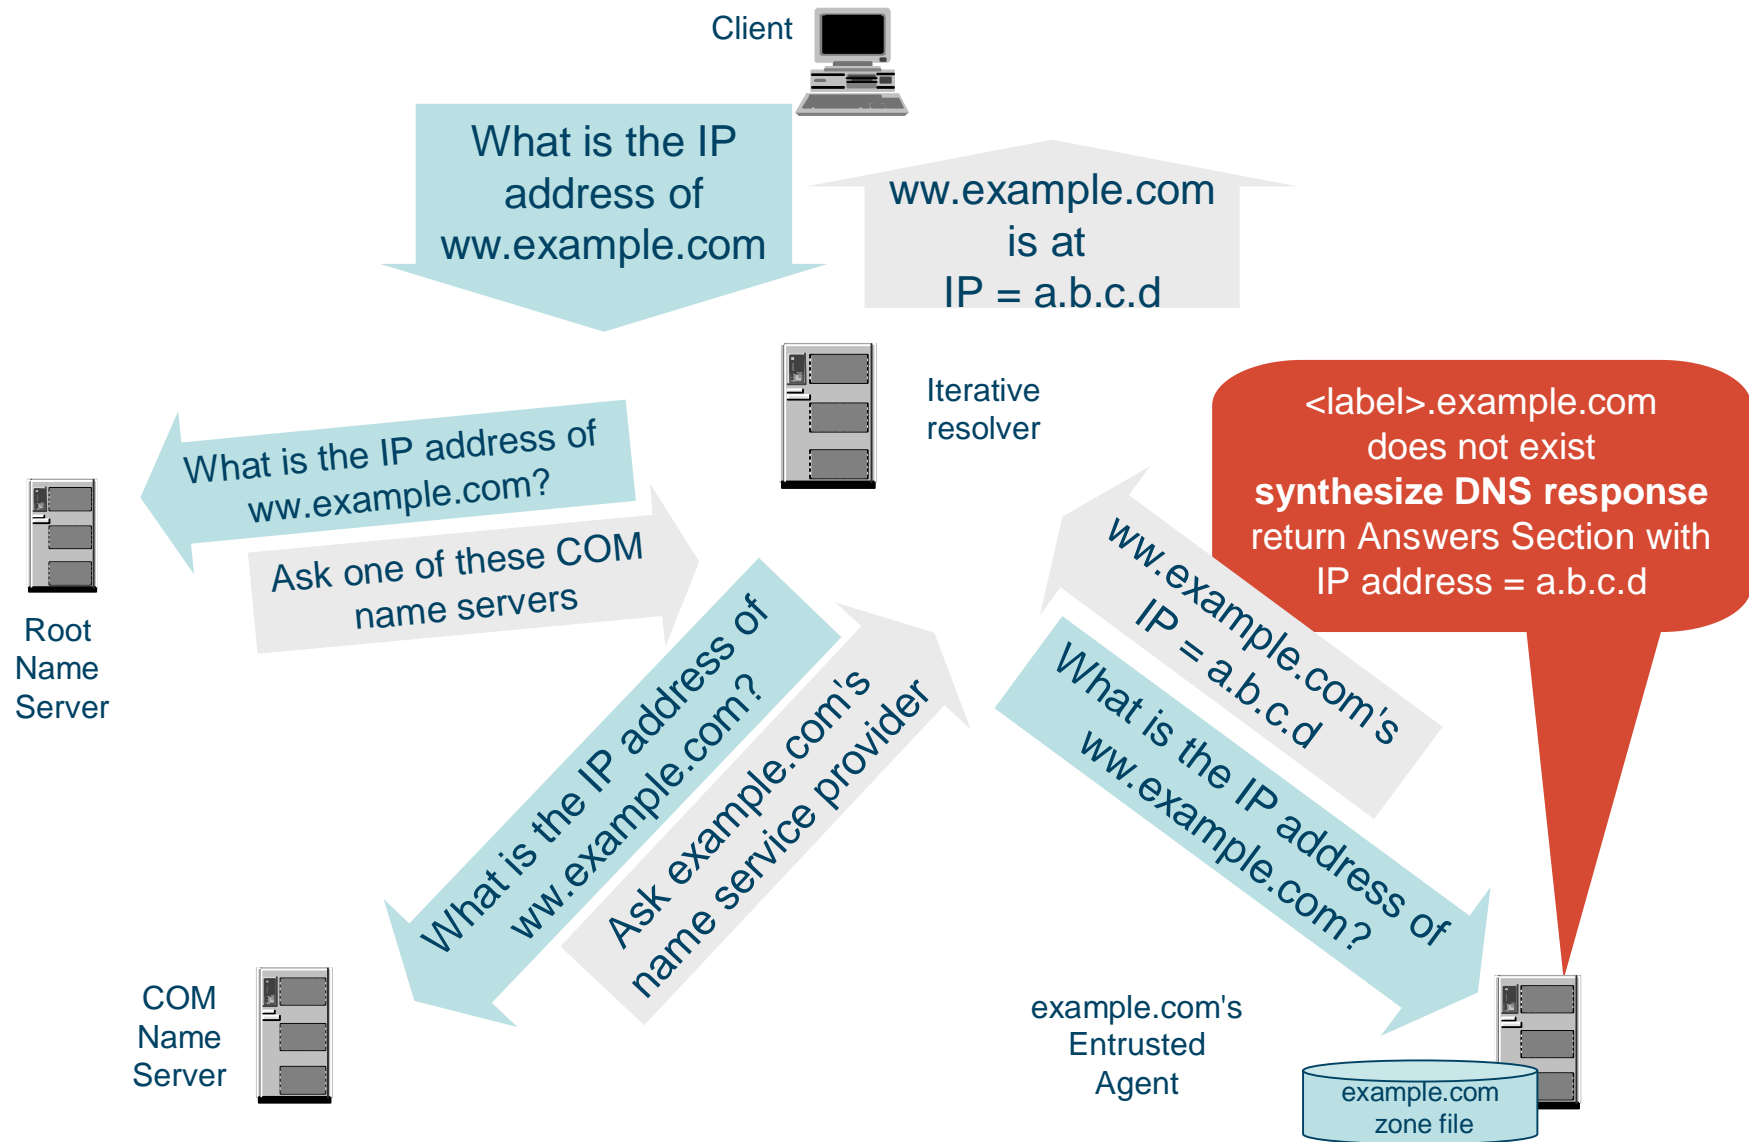 Client
What is the IP
address of
ww.example.com
ww.example.com
is at
IP = a.b.c.d
Iterative
resolver
<label>.example.com
does not exist
synthesize DNS response
return Answers Section with
IP address = a.b.c.d
What is the IP address of
ww.example.com?
Ask one of these COM
name servers
Root
Name
Server
What is the IP address of
ww.example.com?
Ask example.com's
name service provider
ww.example.com's
IP = a.b.c.d
What is the IP address of
ww.example.com?
COM
Name
Server
example.com's
Entrusted
Agent
example.com
zone file